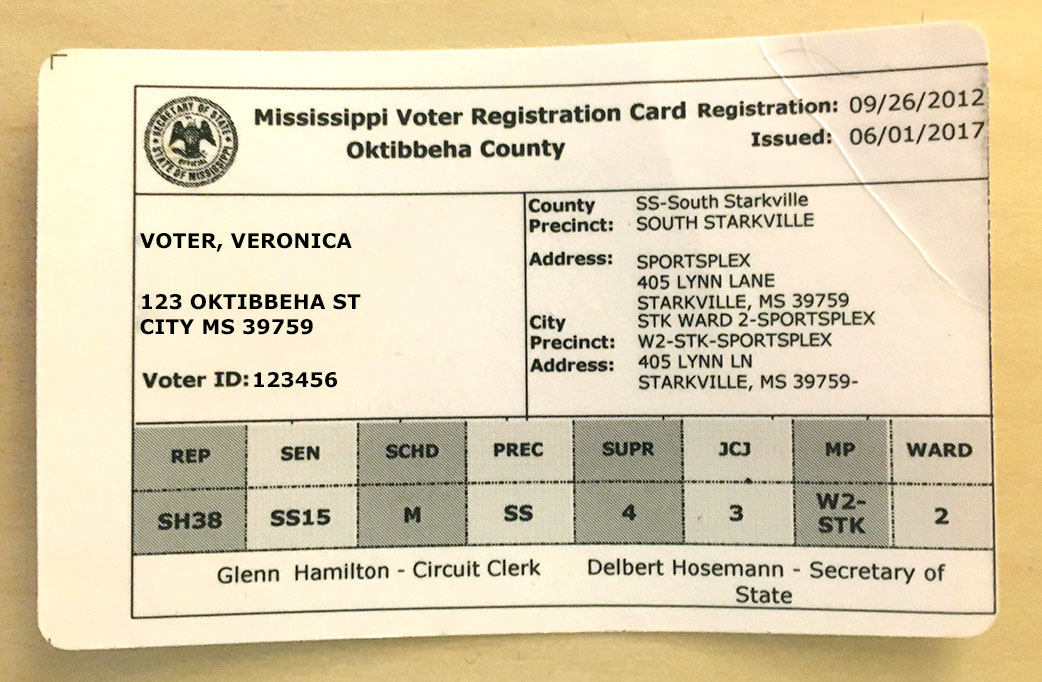 SECRETARY OF STATE
OFFICIAL
STATE OF MISSISSIPPI
Mississippi Voter Registration Card
Oktibbeha County
Registration: 09/26/2012
Issued: 06/01/2017
VOTER, VERONICA
123 OKTIBBEHA ST
CITY MS 39759
Voter ID: 123456
County SS-South Starkville
Precinct: SOUTH STARKVILLE
Address: SPORTSPLEX
405 LYNN LANE
STARKVILLE, MS 39759
City STK WARD 2-SPORTSPLEX
Precinct: W2-STK-SPORTSPLEX
Address: 405 LYNN LN
STARKVILLE, MS 39759-
REP SEN SCHD PREC SUPR JCJ MP WARD
SH38 SS15 M SS 4 3 W2-STK 2
Glenn Hamilton - Circuit Clerk Delbert Hosemann - Secretary of
State